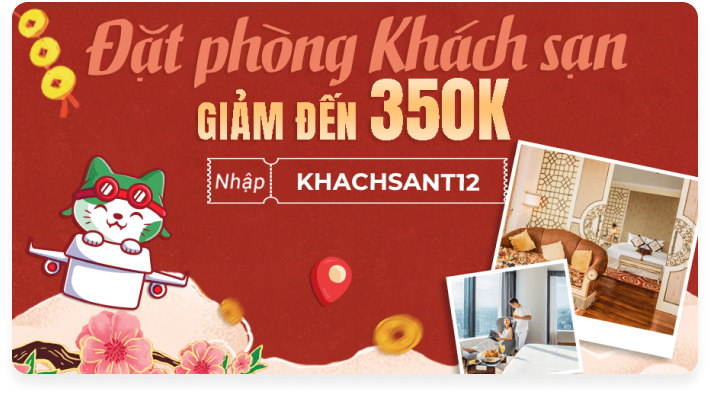 Đặt phòng Khách sạn
GIẢM ĐẾN 350K
Nhập KHACHSANT12